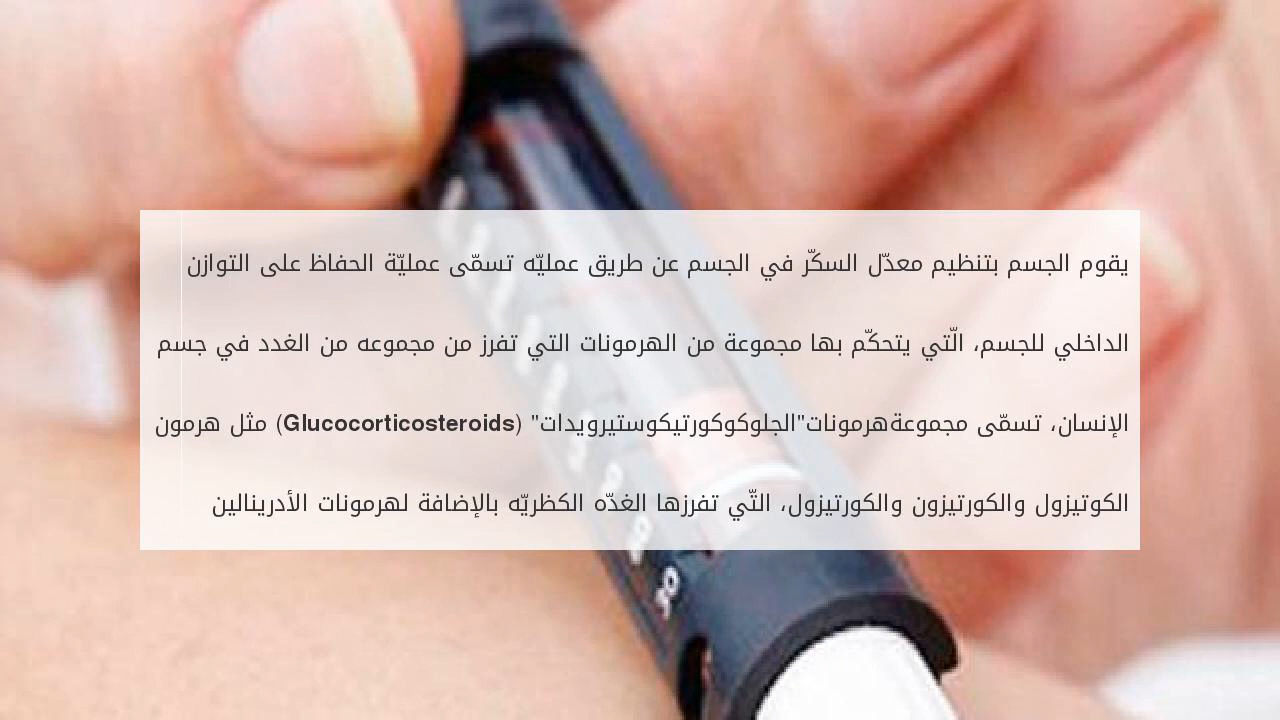 يقوم الجسم بتنظيم معدّل السكّر في الجسم عن طريق عمليّه تسمّى عمليّة الحفاظ على التوازن
الداخلي للجسم، الّتي يتحكّم بها مجموعة من الهرمونات التي تفرز من مجموعه من الغدد في جسم
الإنسان، تسمّى مجموعةهرمونات"الجلوكوكورتيكوستيرويدات" (Glucocorticosteroids) مثل هرمون
الكوتيزول والكورتيزون والكورتيزول، التّي تفرزها الغدّه الكظريّه بالإضافة لهرمونات الأدرينالين